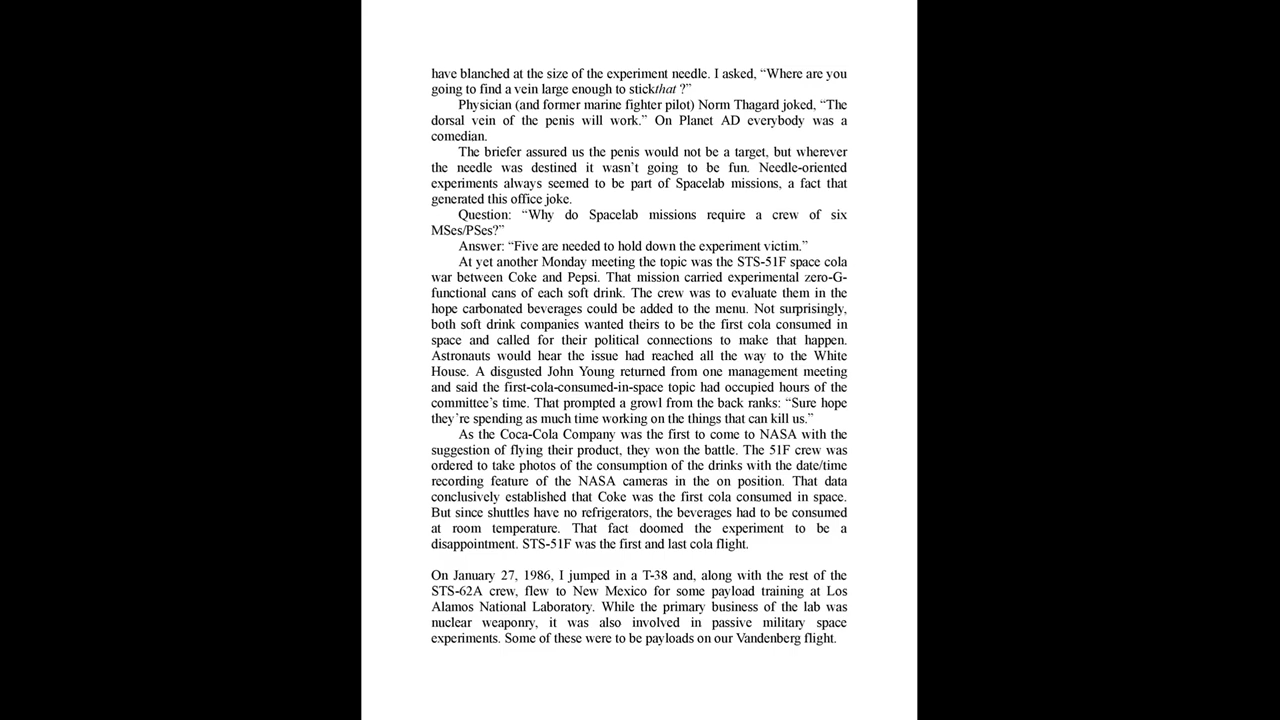 have blanched at the size of the experiment needle. I asked, “Where are you
going to find a vein large enough to stickthat ?”
Physician (and former marine fighter pilot) Norm Thagard joked, “The
dorsal vein of the penis will work.” On Planet AD everybody was a
comedian.
The briefer assured us the penis would not be a target, but wherever
the needle was destined it wasn’t going to be fun. Needle-oriented
experiments always seemed to be part of Spacelab missions, a fact that
generated this office joke.
Question: “Why do Spacelab missions require a crew of six
MSes/PSes?”
Answer: “Five are needed to hold down the experiment victim.”
At yet another Monday meeting the topic was the STS-51F space cola
war between Coke and Pepsi. That mission carried experimental zero-G-
functional cans of each soft drink. The crew was to evaluate them in the
hope carbonated beverages could be added to the menu. Not surprisingly,
both soft drink companies wanted theirs to be the first cola consumed in
space and called for their political connections to make that happen.
Astronauts would hear the issue had reached all the way to the White
House. A disgusted John Young returned from one management meeting
and said the first-cola-consumed-in-space topic had occupied hours of the
committee’s time. That prompted a growl from the back ranks: “Sure hope
they’re spending as much time working on the things that can kill us.”
As the Coca-Cola Company was the first to come to NASA with the
suggestion of flying their product, they won the battle. The 51F crew was
ordered to take photos of the consumption of the drinks with the date/time
recording feature of the NASA cameras in the on position. That data
conclusively established that Coke was the first cola consumed in space.
But since shuttles have no refrigerators, the beverages had to be consumed
at room temperature. That fact doomed the experiment to be a
disappointment. STS-51F was the first and last cola flight.
On January 27, 1986, I jumped in a T-38 and, along with the rest of the
STS-62A crew, flew to New Mexico for some payload training at Los
Alamos National Laboratory. While the primary business of the lab was
nuclear weaponry, it was also involved in passive military space
experiments. Some of these were to be payloads on our Vandenberg flight.